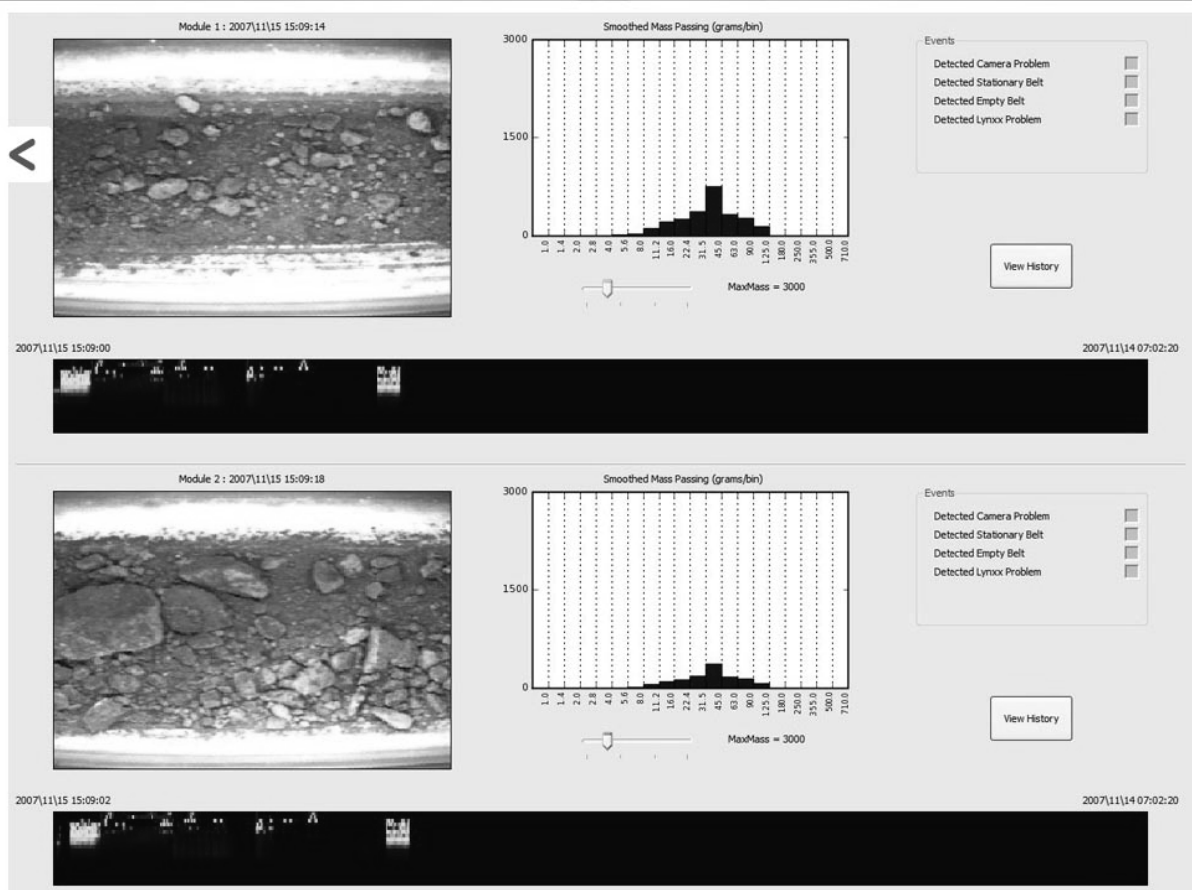 Module 1 : 2007\11\15 15:09:14
Smoothed Mass Passing (grams/bin)
3000
1500
0
1.0
1.4
2.0
2.8
4.0
5.6
8.0
11.2
16.0
22.4
31.5
45.0
63.0
90.0
125.0
180.0
250.0
355.0
500.0
710.0
MaxMass = 3000
Events
Detected Camera Problem
Detected Stationary Belt
Detected Empty Belt
Detected Lynxx Problem
View History
<
2007\11\15 15:09:00
2007\11\14 07:02:20
Module 2 : 2007\11\15 15:09:18
Smoothed Mass Passing (grams/bin)
3000
1500
0
1.0
1.4
2.0
2.8
4.0
5.6
8.0
11.2
16.0
22.4
31.5
45.0
63.0
90.0
125.0
180.0
250.0
355.0
500.0
710.0
MaxMass = 3000
Events
Detected Camera Problem
Detected Stationary Belt
Detected Empty Belt
Detected Lynxx Problem
View History
2007\11\15 15:09:02
2007\11\14 07:02:20